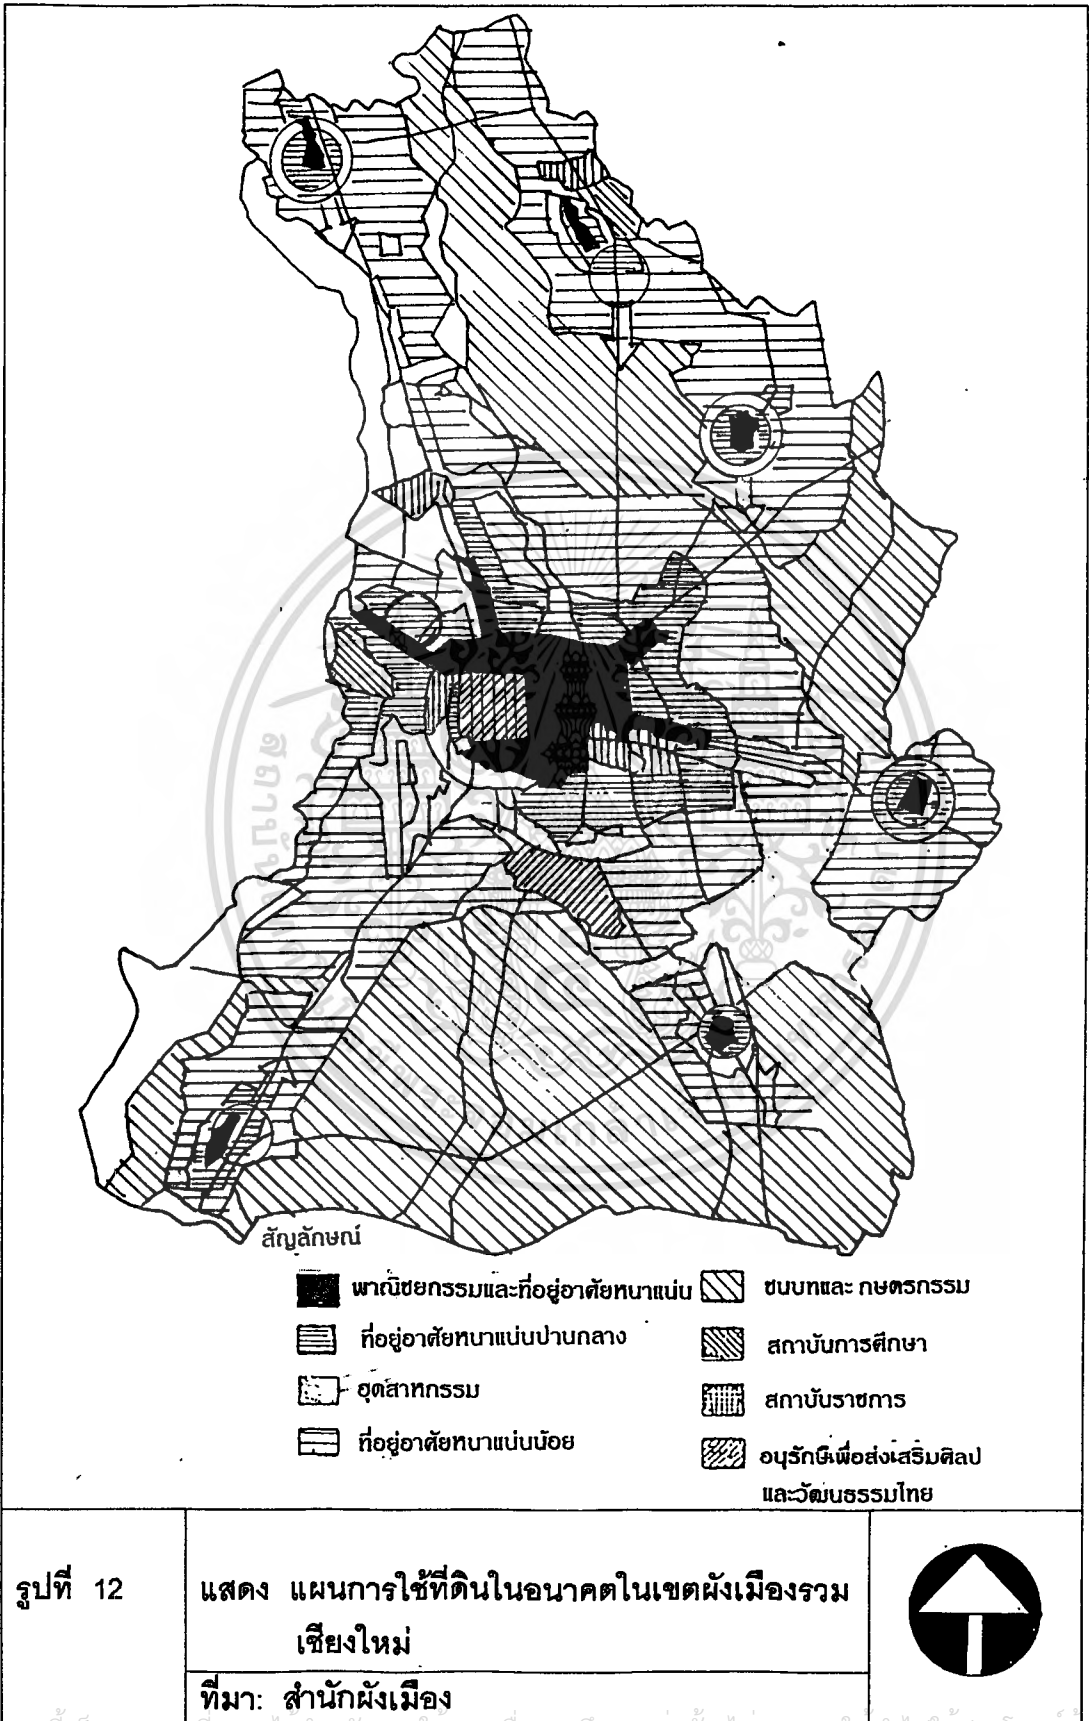 สัญลักษณ์
พาณิชยกรรมและที่อยู่อาศัยหนาแน่น
ที่อยู่อาศัยหนาแน่นปานกลาง
อุตสาหกรรม
ที่อยู่อาศัยหนาแน่นน้อย
ชนบทและ กษตรกรรม
สถาบันการศึกษา
สถาบันราชการ
อนุรักษ์เพื่อส่งเสริมศิลป
และวัฒนธรรมไทย
รูปที่ 12
แสดง แผนการใช้ที่ดินในอนาคตในเขตผังเมืองรวม
เชียงใหม่
ที่มา: สำนักผังเมือง